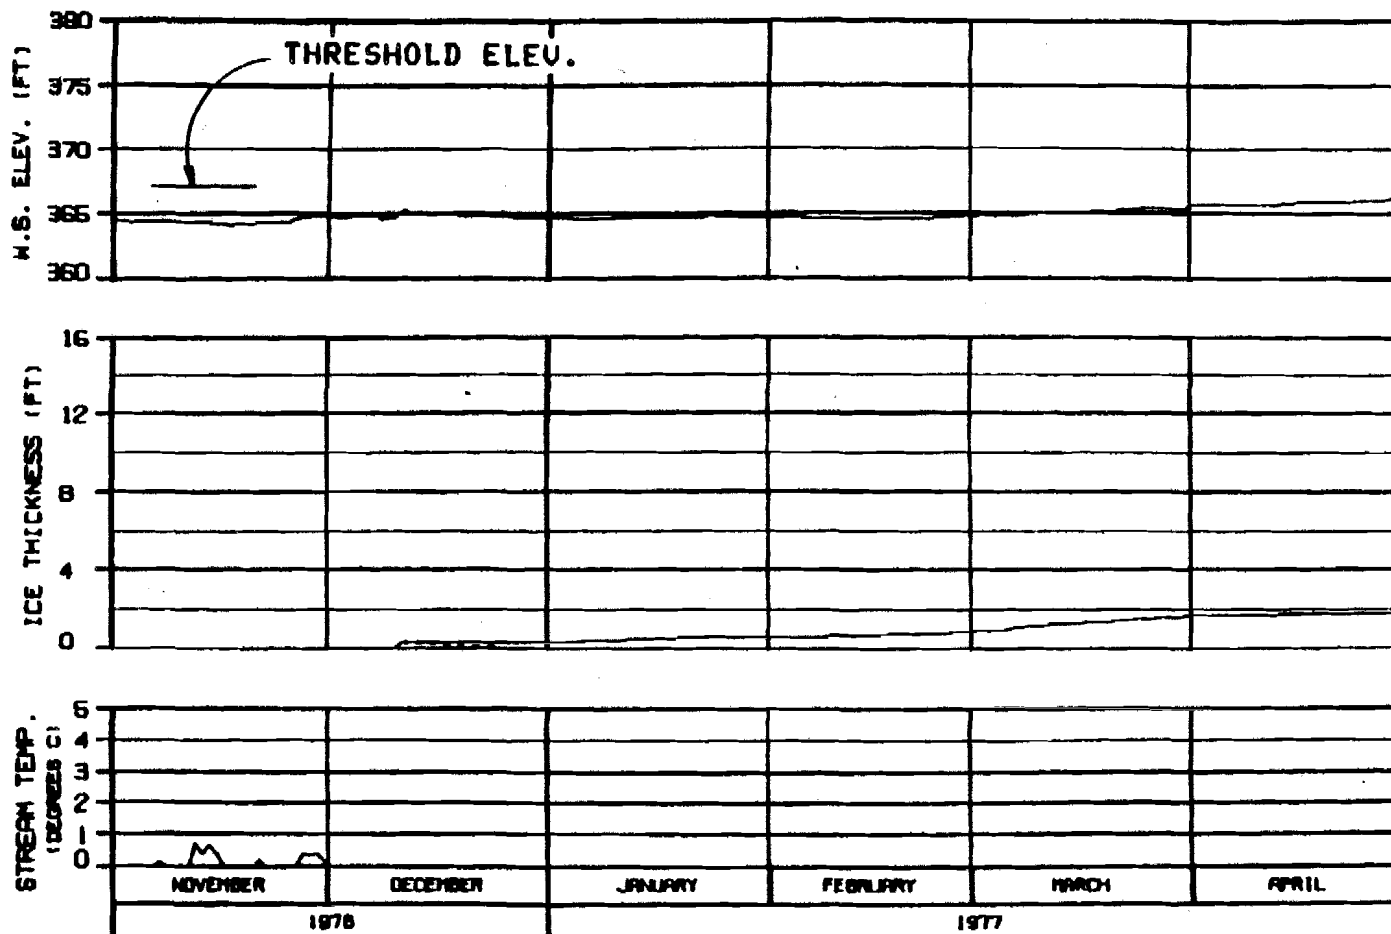 380
THRESHOLD ELEV.
375
370
365
360
W.S. ELEV. (FT)
16
12
8
4
0
ICE THICKNESS (FT)
5
4
3
2
1
0
STREAM TEMP.
(DEGREES C)
NOVEMBER DECEMBER JANUARY FEBRUARY MARCH APRIL
1976 1977